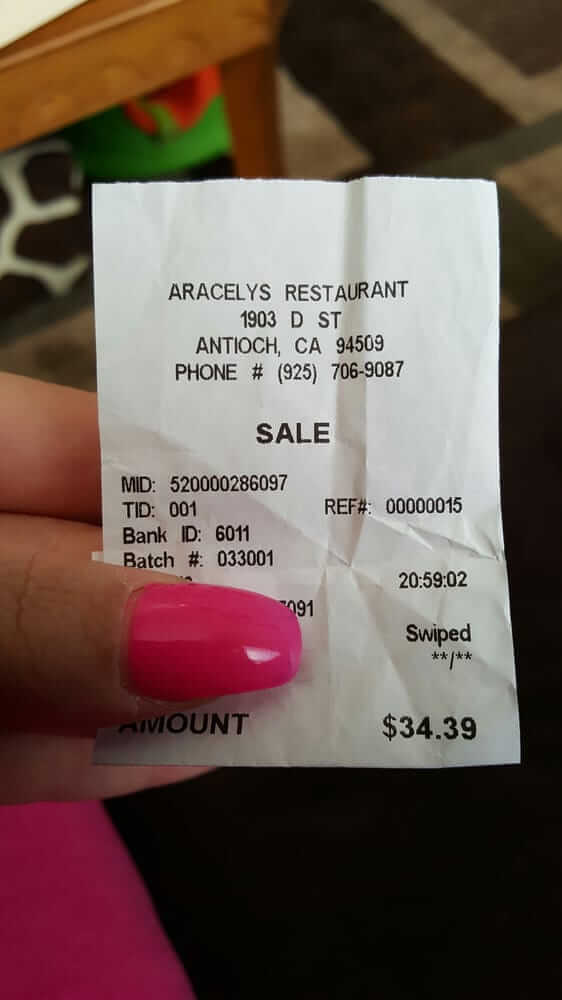 ARACELYS RESTAURANT
1903 D ST
ANTIOCH, CA 94509
PHONE # (925) 706-9087
SALE
MID: 520000286097
TID: 001 REF#: 00000015
Bank ID: 6011
Batch #: 033001
20:59:02
7091
Swiped
**/**
AMOUNT $34.39